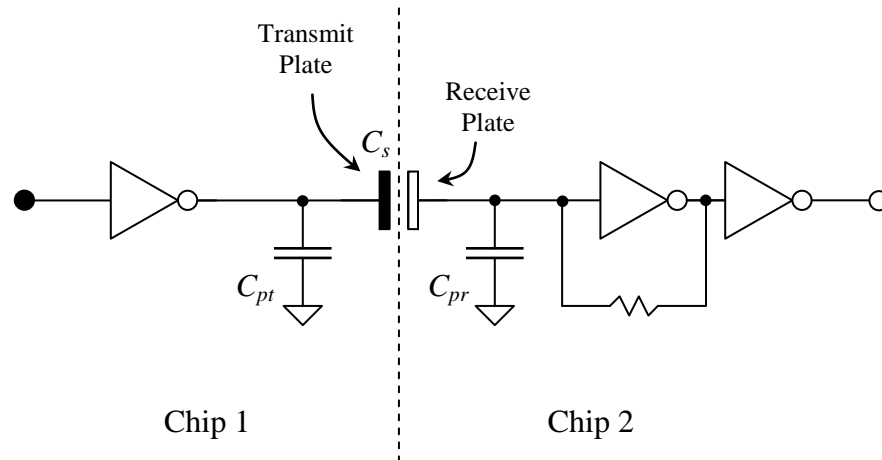 Transmit
Plate
Receive
Plate
C_s
C_pt
C_pr
Chip 1
Chip 2